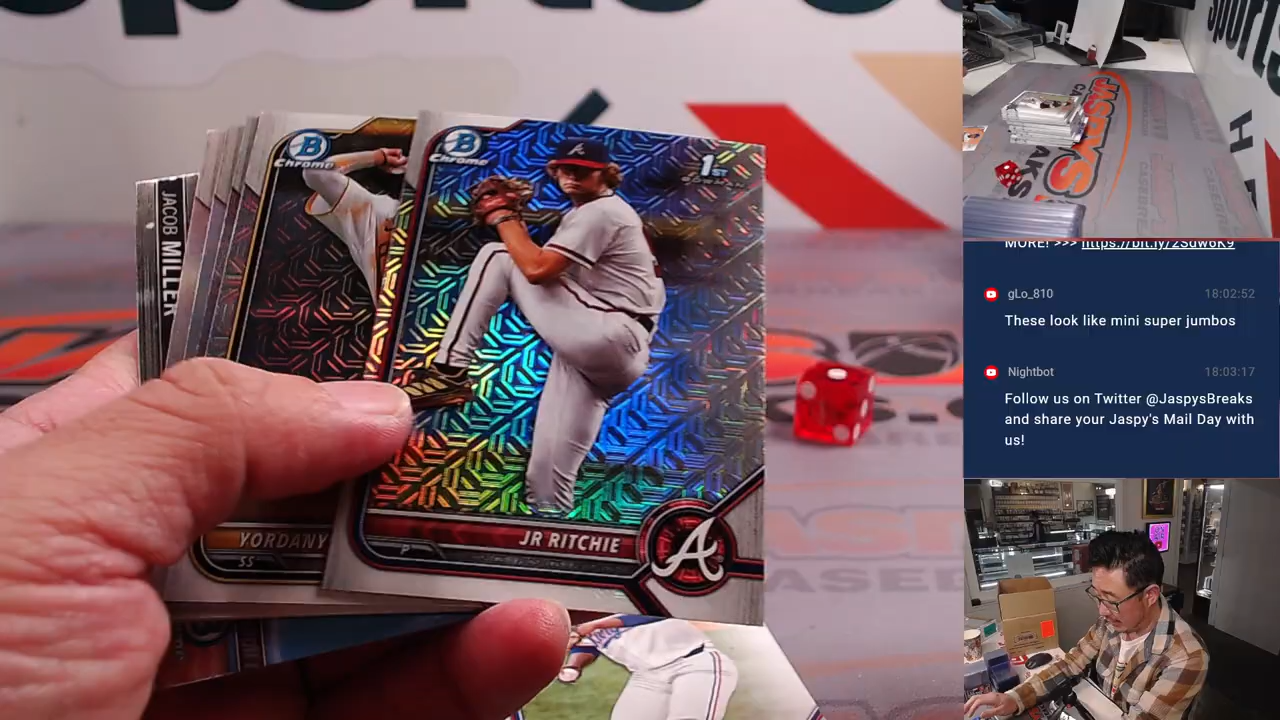 B
Chrome
B
Chrome
1ST
BOWMAN
JACOB MILLER
YORDANY
SS
JR RITCHIE
P
A
JASPYS
MORE! >>> https://bit.ly/2Sdw6K9
gLo_810 18:02:52
These look like mini super jumbos
Nightbot 18:03:17
Follow us on Twitter @JaspysBreaks
and share your Jaspy's Mail Day with
us!